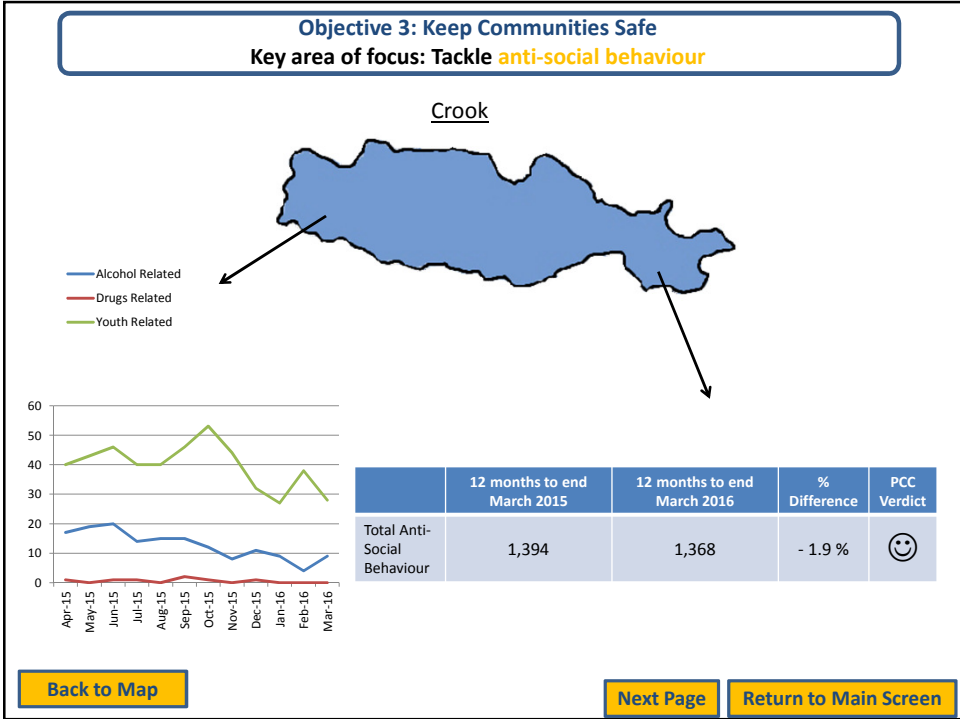 Objective 3: Keep Communities Safe
Key area of focus: Tackle anti-social behaviour
Crook
Alcohol Related
Drugs Related
Youth Related
60
50
40
30
20
10
0
Apr-15
May-15
Jun-15
Jul-15
Aug-15
Sep-15
Oct-15
Nov-15
Dec-15
Jan-16
Feb-16
Mar-16
12 months to end March 2015
12 months to end March 2016
% Difference
PCC Verdict
Total Anti-Social Behaviour
1,394
1,368
- 1.9 %
Back to Map
Next Page
Return to Main Screen